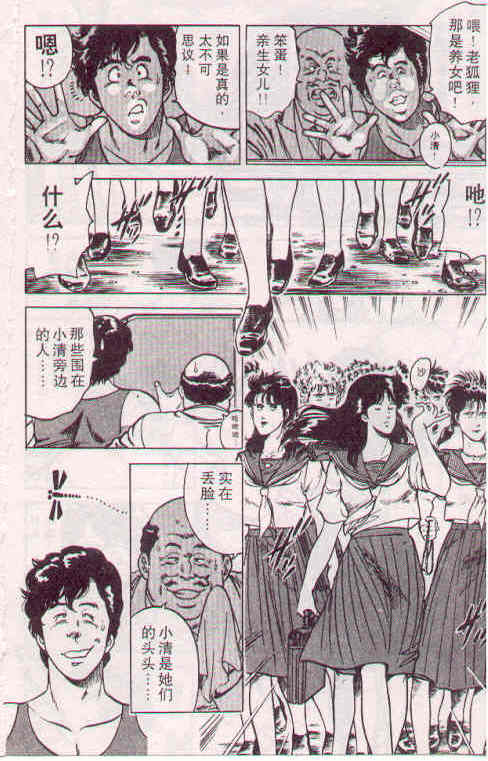 喂！老狐狸，
那是养女吧！
小清！
笨蛋！
亲生女儿!!
如果是真的，
太不可
思议！
嗯!?
吔!?
什么!?
沙
那些围在
小清旁边
的人……
实在
丢脸……
小清是她们
的头头……